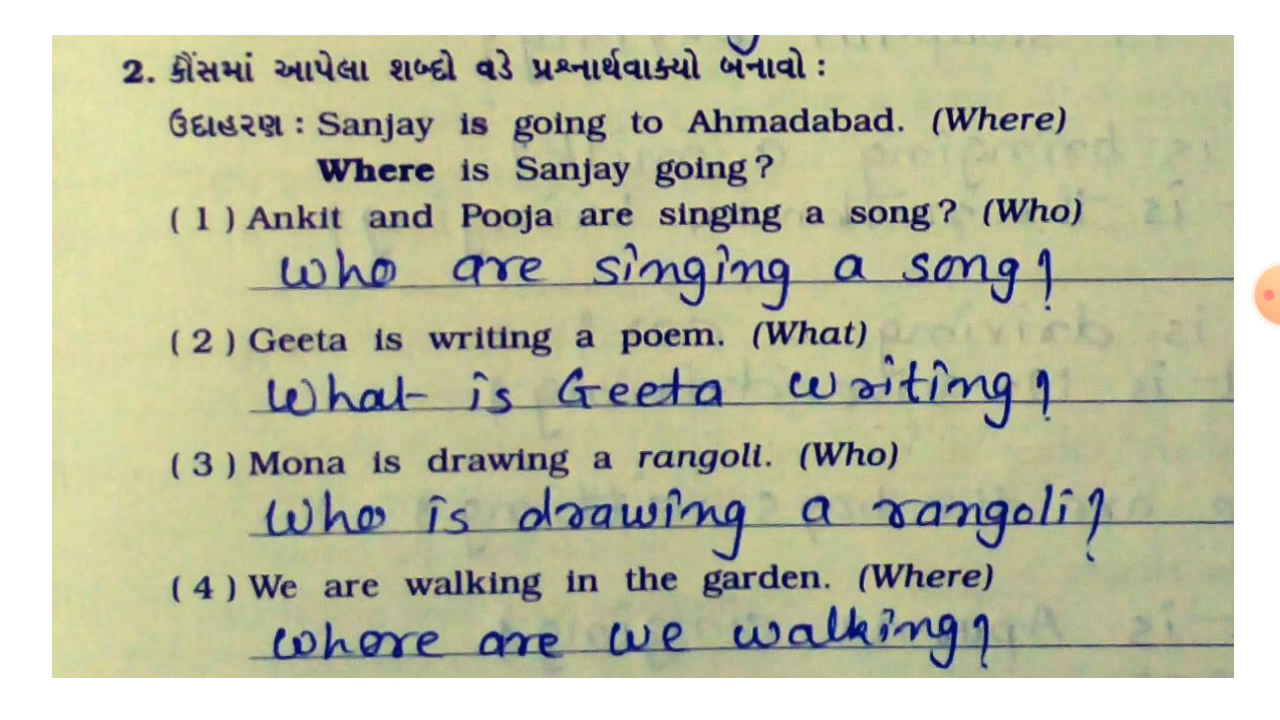 2. કૌંસમાં આપેલા શબ્દો વડે પ્રશ્નાર્થવાક્યો બનાવો :
ઉદાહરણ : Sanjay is going to Ahmadabad. (Where)
Where is Sanjay going?
( 1 ) Ankit and Pooja are singing a song? (Who)
Who are singing a song?
( 2 ) Geeta is writing a poem. (What)
What is Geeta writing?
( 3 ) Mona is drawing a rangoli. (Who)
Who is drawing a rangoli?
( 4 ) We are walking in the garden. (Where)
Where are we walking?